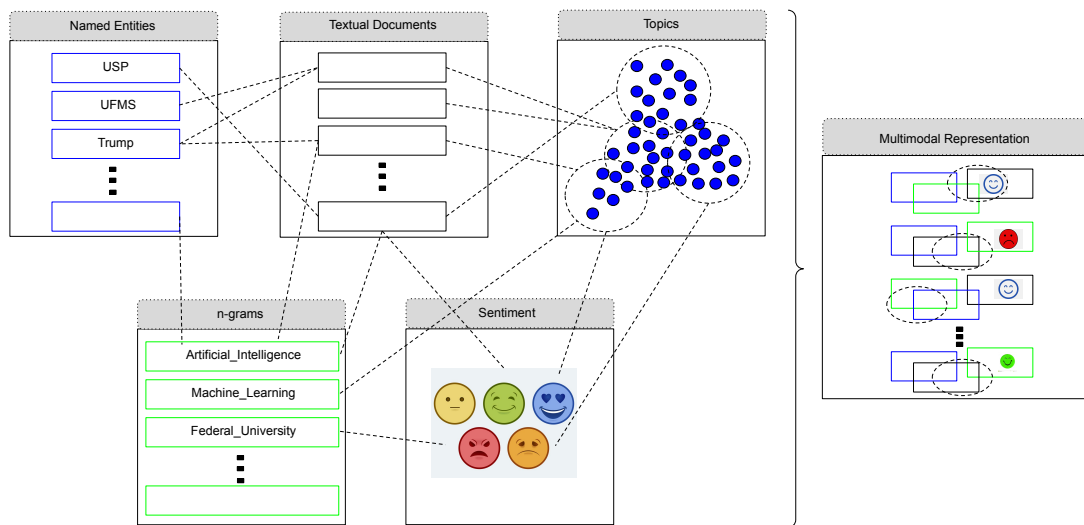 Named Entities
Textual Documents
Topics
USP
UFMS
Trump
Multimodal Representation
n-grams
Sentiment
Artificial_Intelligence
Machine_Learning
Federal_University